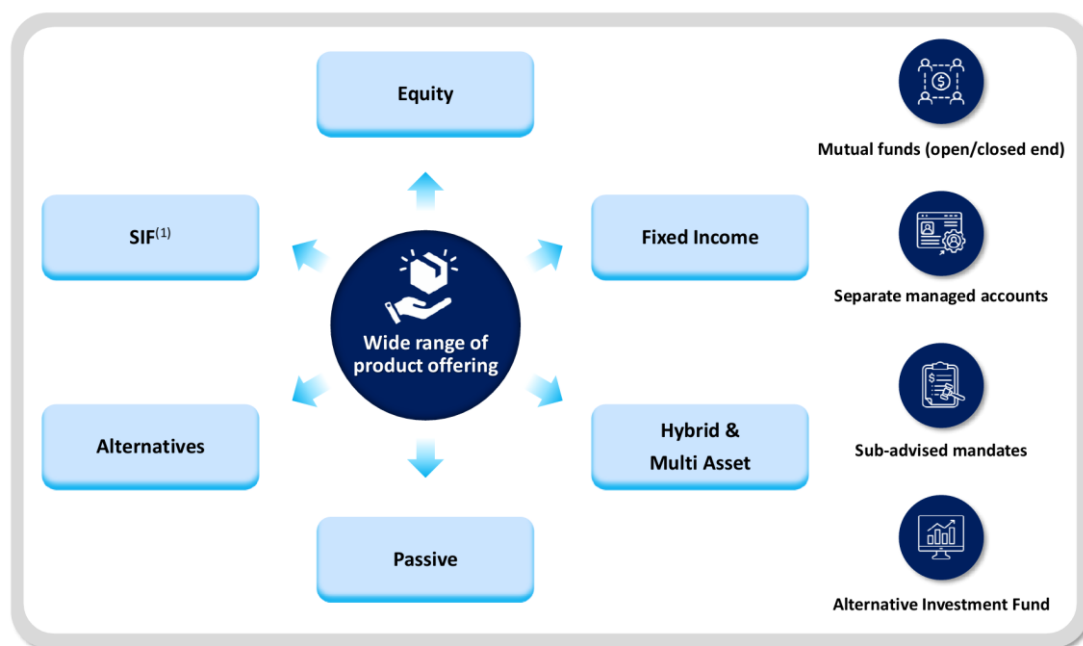 Equity
Mutual funds (open/closed end)
SIF(1)
Fixed Income
Separate managed accounts
Wide range of
product offering
Alternatives
Hybrid &
Multi Asset
Sub-advised mandates
Passive
Alternative Investment Fund